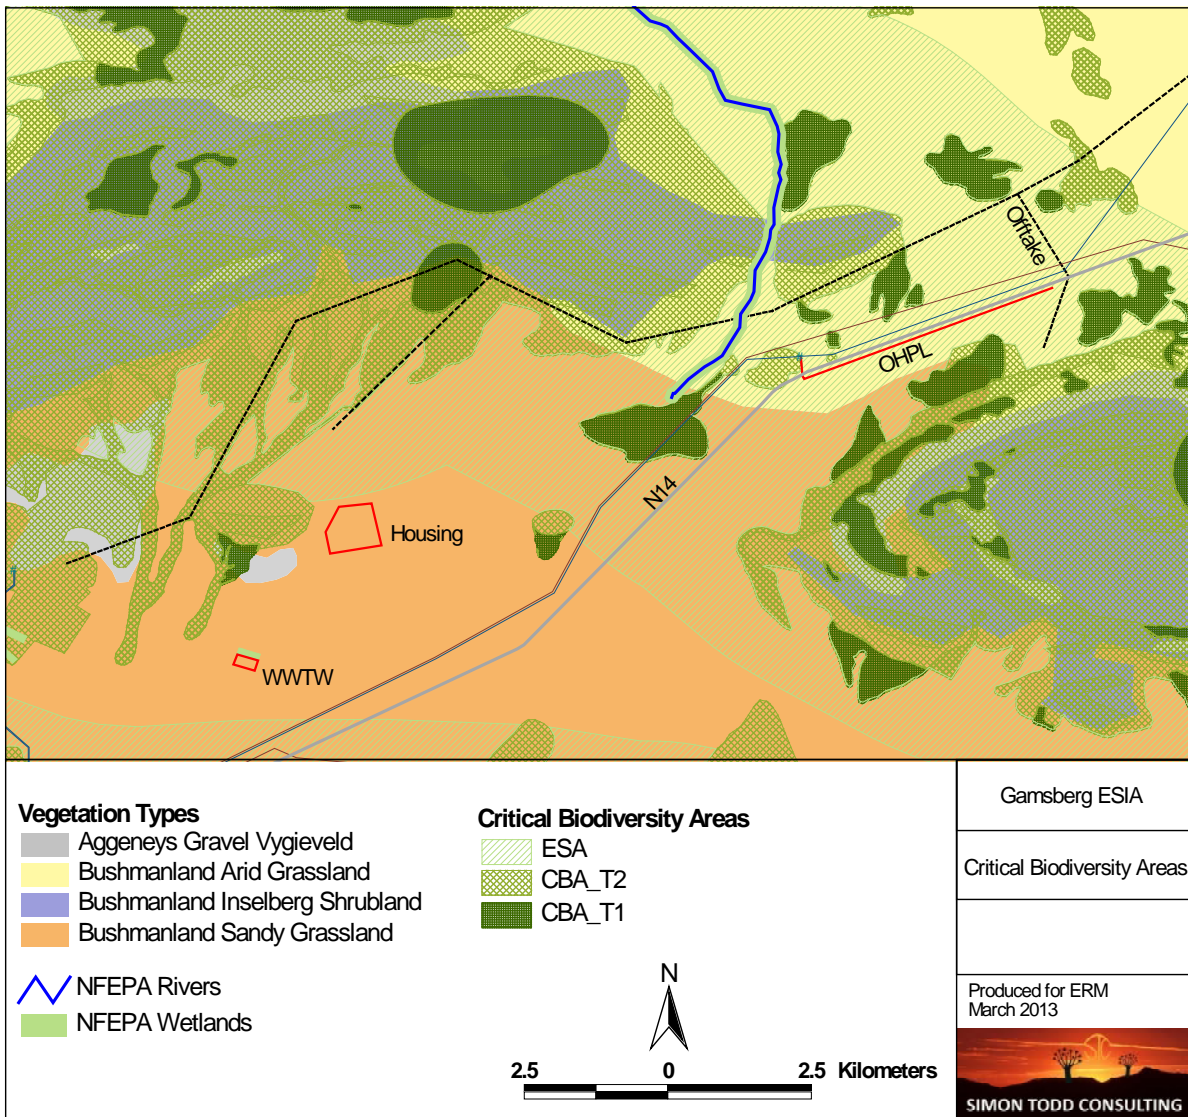 Offtake
OHPL
N14
Housing
WWTW
Vegetation Types
Aggeneys Gravel Vygieveld
Bushmanland Arid Grassland
Bushmanland Inselberg Shrubland
Bushmanland Sandy Grassland
NFEPA Rivers
NFEPA Wetlands
Critical Biodiversity Areas
ESA
CBA_T2
CBA_T1
N
2.5 0 2.5 Kilometers
Gamsberg ESIA
Critical Biodiversity Areas
Produced for ERM
March 2013
SIMON TODD CONSULTING